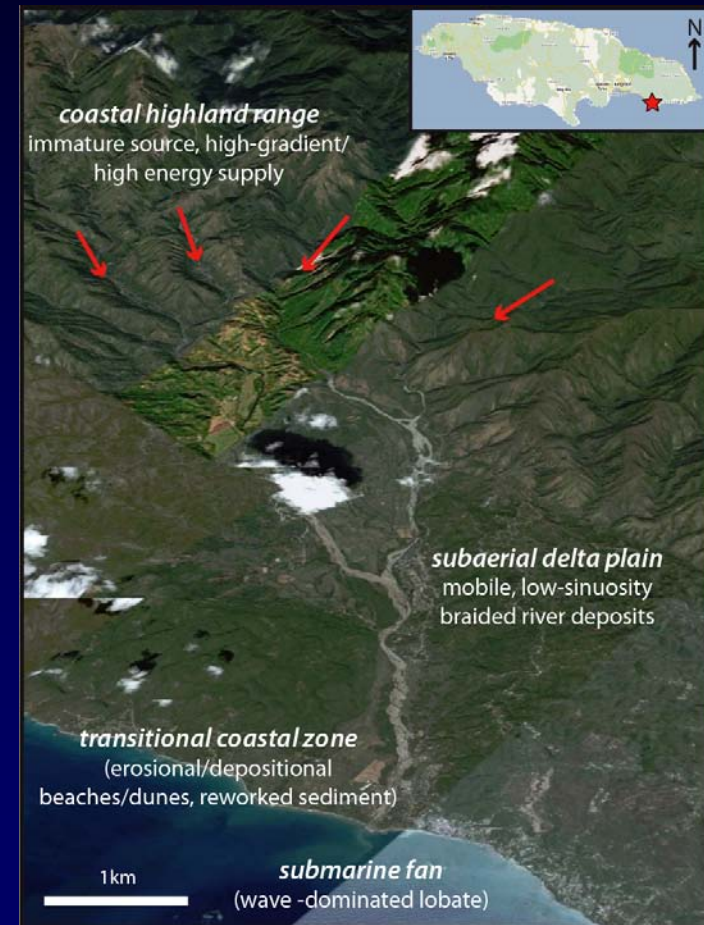 N
coastal highland range
immature source, high-gradient/
high energy supply
subaerial delta plain
mobile, low-sinuosity
braided river deposits
transitional coastal zone
(erosional/depositional
beaches/dunes, reworked sediment)
submarine fan
(wave -dominated lobate)
1km